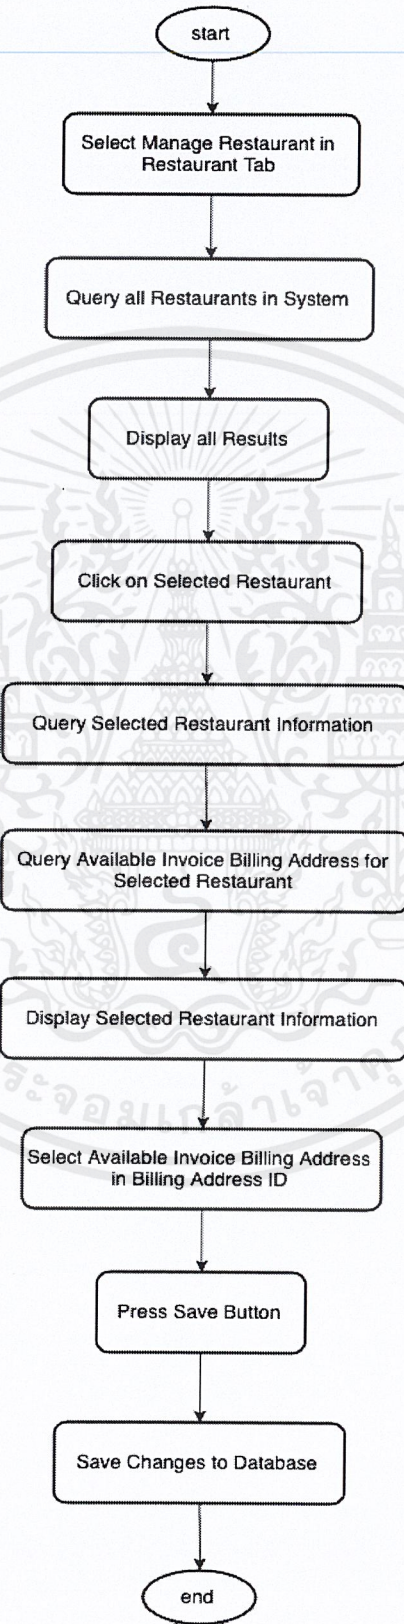 start
Select Manage Restaurant in
Restaurant Tab
Query all Restaurants in System
Display all Results
Click on Selected Restaurant
Query Selected Restaurant Information
Query Available Invoice Billing Address for
Selected Restaurant
Display Selected Restaurant Information
Select Available Invoice Billing Address
in Billing Address ID
Press Save Button
Save Changes to Database
end